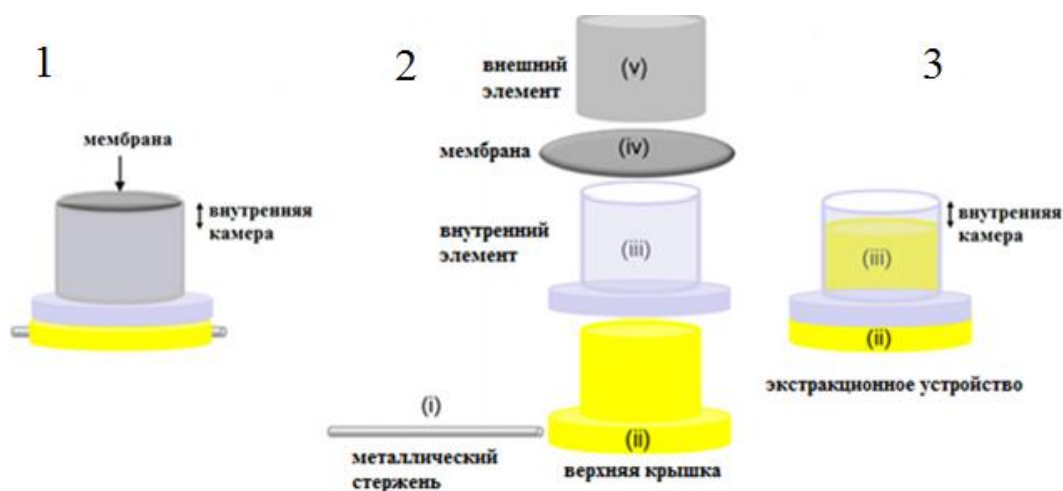 1
мембрана
внутренняя
камера
2
внешний
элемент
(v)
мембрана
(iv)
внутренний
элемент
(iii)
(i)
металлический
стержень
(ii)
верхняя крышка
3
внутренняя
камера
(iii)
(ii)
экстракционное устройство